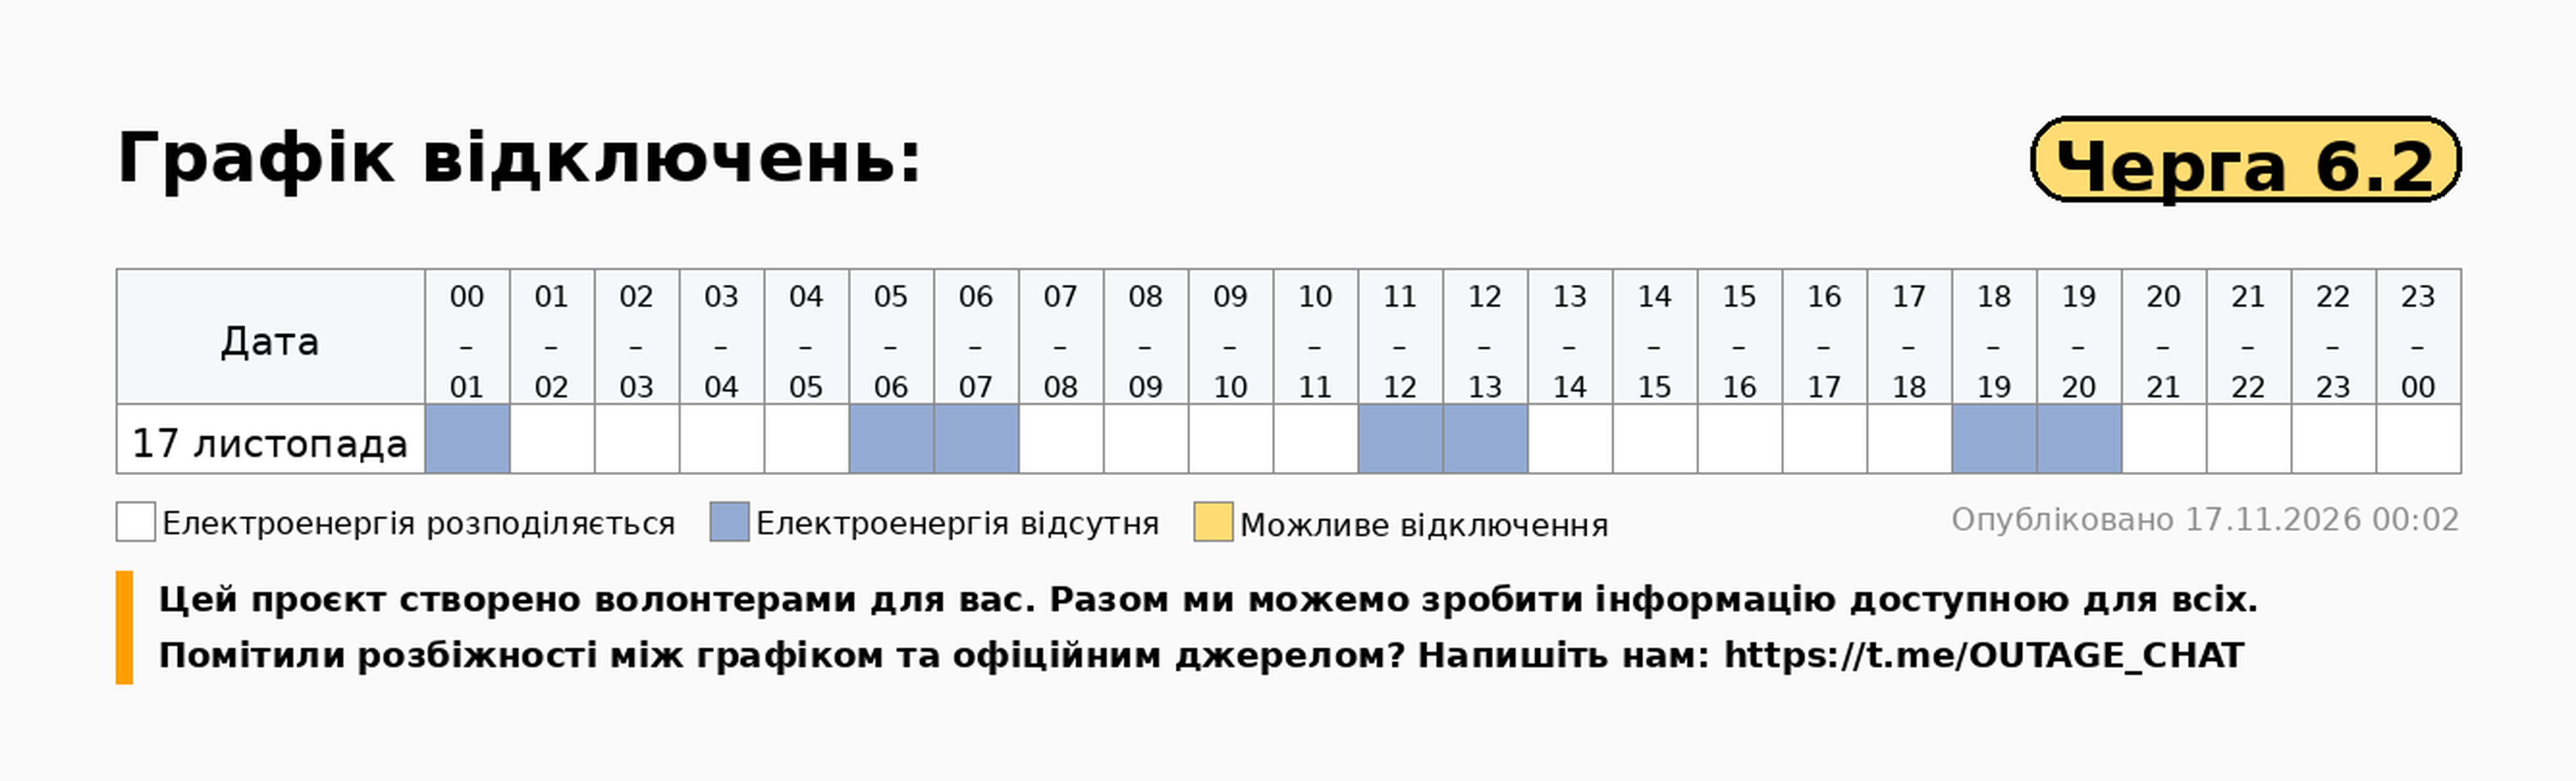 Графік відключень:
Черга 6.2
Дата 00 – 01 01 – 02 02 – 03 03 – 04 04 – 05 05 – 06 06 – 07 07 – 08 08 – 09 09 – 10 10 – 11 11 – 12 12 – 13 13 – 14 14 – 15 15 – 16 16 – 17 17 – 18 18 – 19 19 – 20 20 – 21 21 – 22 22 – 23 23 – 00
17 листопада
Електроенергія розподіляється Електроенергія відсутня Можливе відключення
Опубліковано 17.11.2026 00:02
Цей проєкт створено волонтерами для вас. Разом ми можемо зробити інформацію доступною для всіх.
Помітили розбіжності між графіком та офіційним джерелом? Напишіть нам: https://t.me/OUTAGE_CHAT